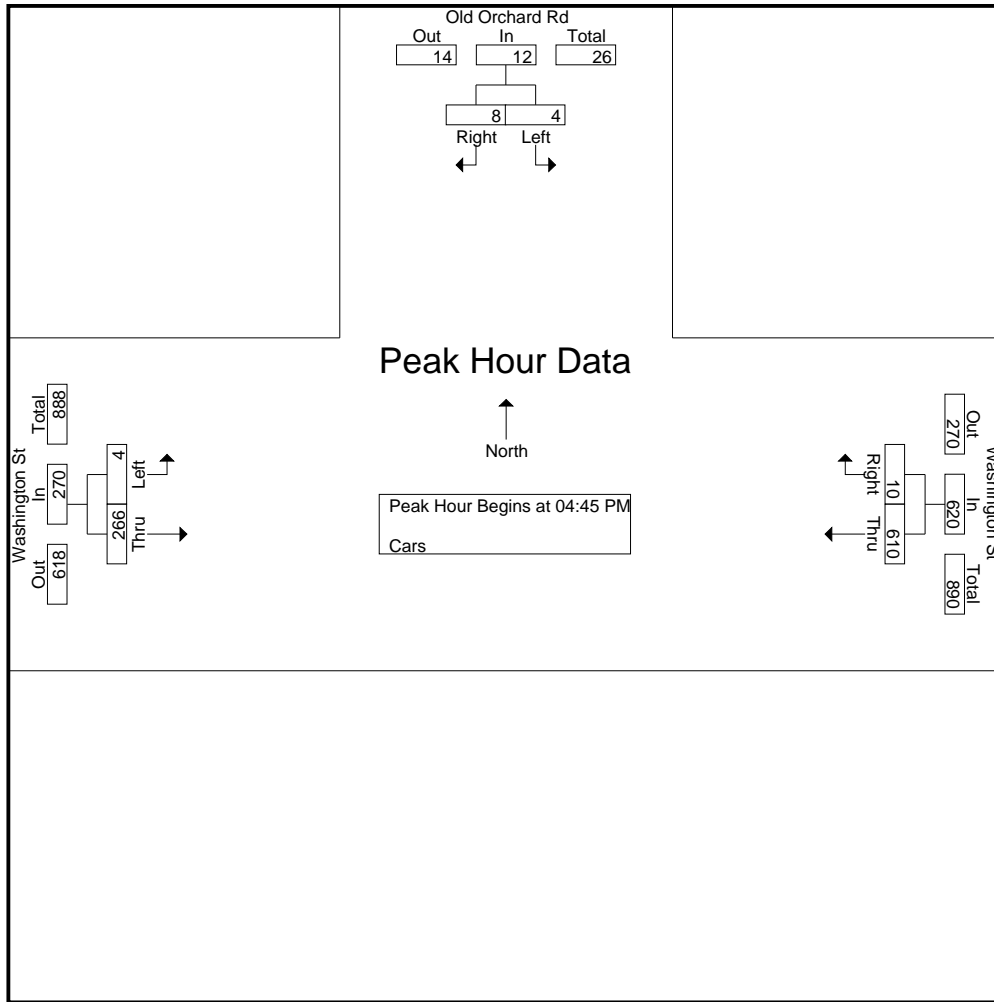 Old Orchard Rd
Out In Total
14 12 26
8 4
Right Left
Peak Hour Data
North
Peak Hour Begins at 04:45 PM
Cars
Washington St
Out In Total
618 270 888
266 4
Thru Left
Washington St
Out In Total
270 620 890
10 610
Right Thru